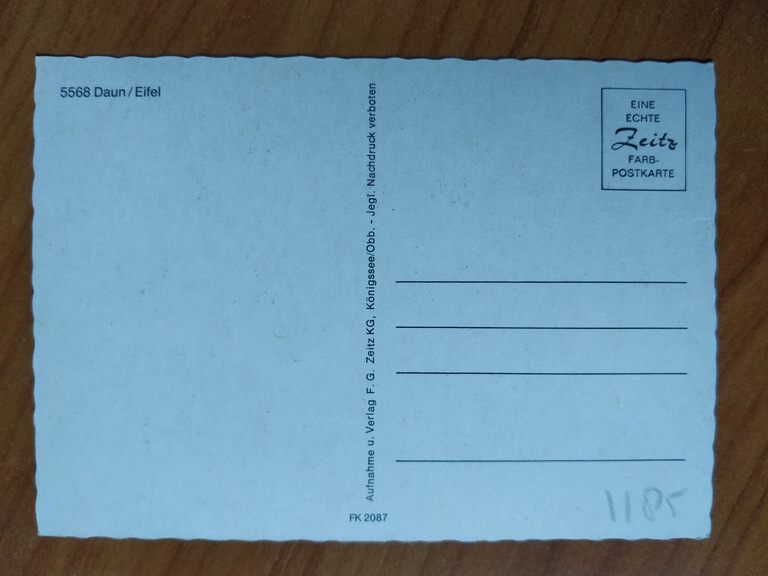 5568 Daun/Eifel
EINE
ECHTE
Zeitz
FARB-
POSTKARTE
Aufnahme u. Verlag F. G. Zeitz KG, Königssee/Obb. - Jegl. Nachdruck verboten
FK 2087